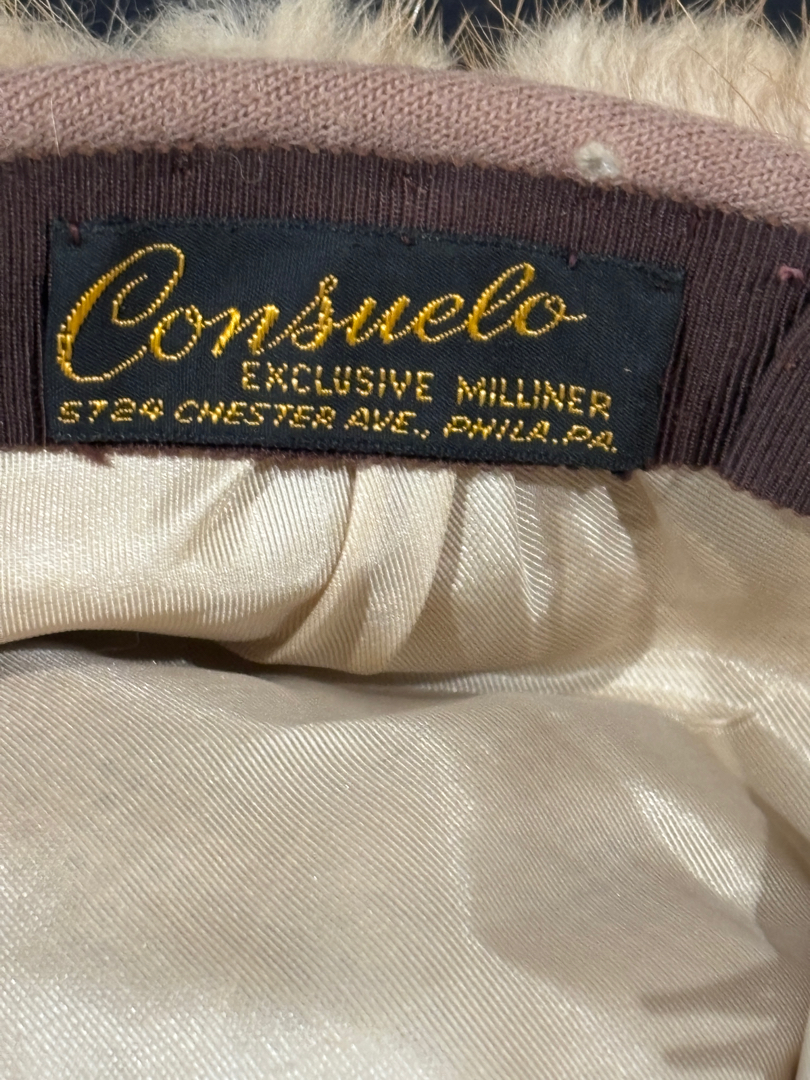 Consuelo
EXCLUSIVE MILLINER
5724 CHESTER AVE., PHILA. PA.